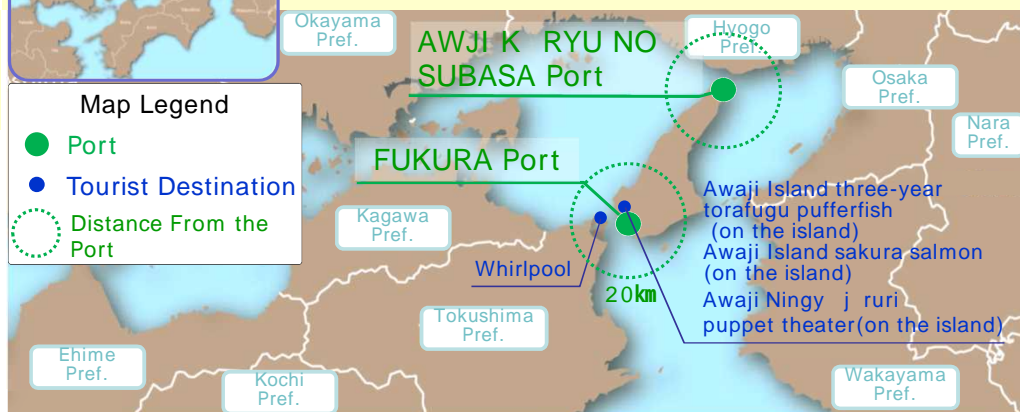 Okayama
Pref.
Hyogo
Pref.
AWJI K RYU NO
SUBASA Port
Osaka
Pref.
Nara
Pref.
Map Legend
Port
Tourist Destination
Distance From the
Port
FUKURA Port
Kagawa
Pref.
Whirlpool
20km
Awaji Island three-year
torafugu pufferfish
(on the island)
Awaji Island sakura salmon
(on the island)
Awaji Ningy j ruri
puppet theater(on the island)
Tokushima
Pref.
Ehime
Pref.
Kochi
Pref.
Wakayama
Pref.